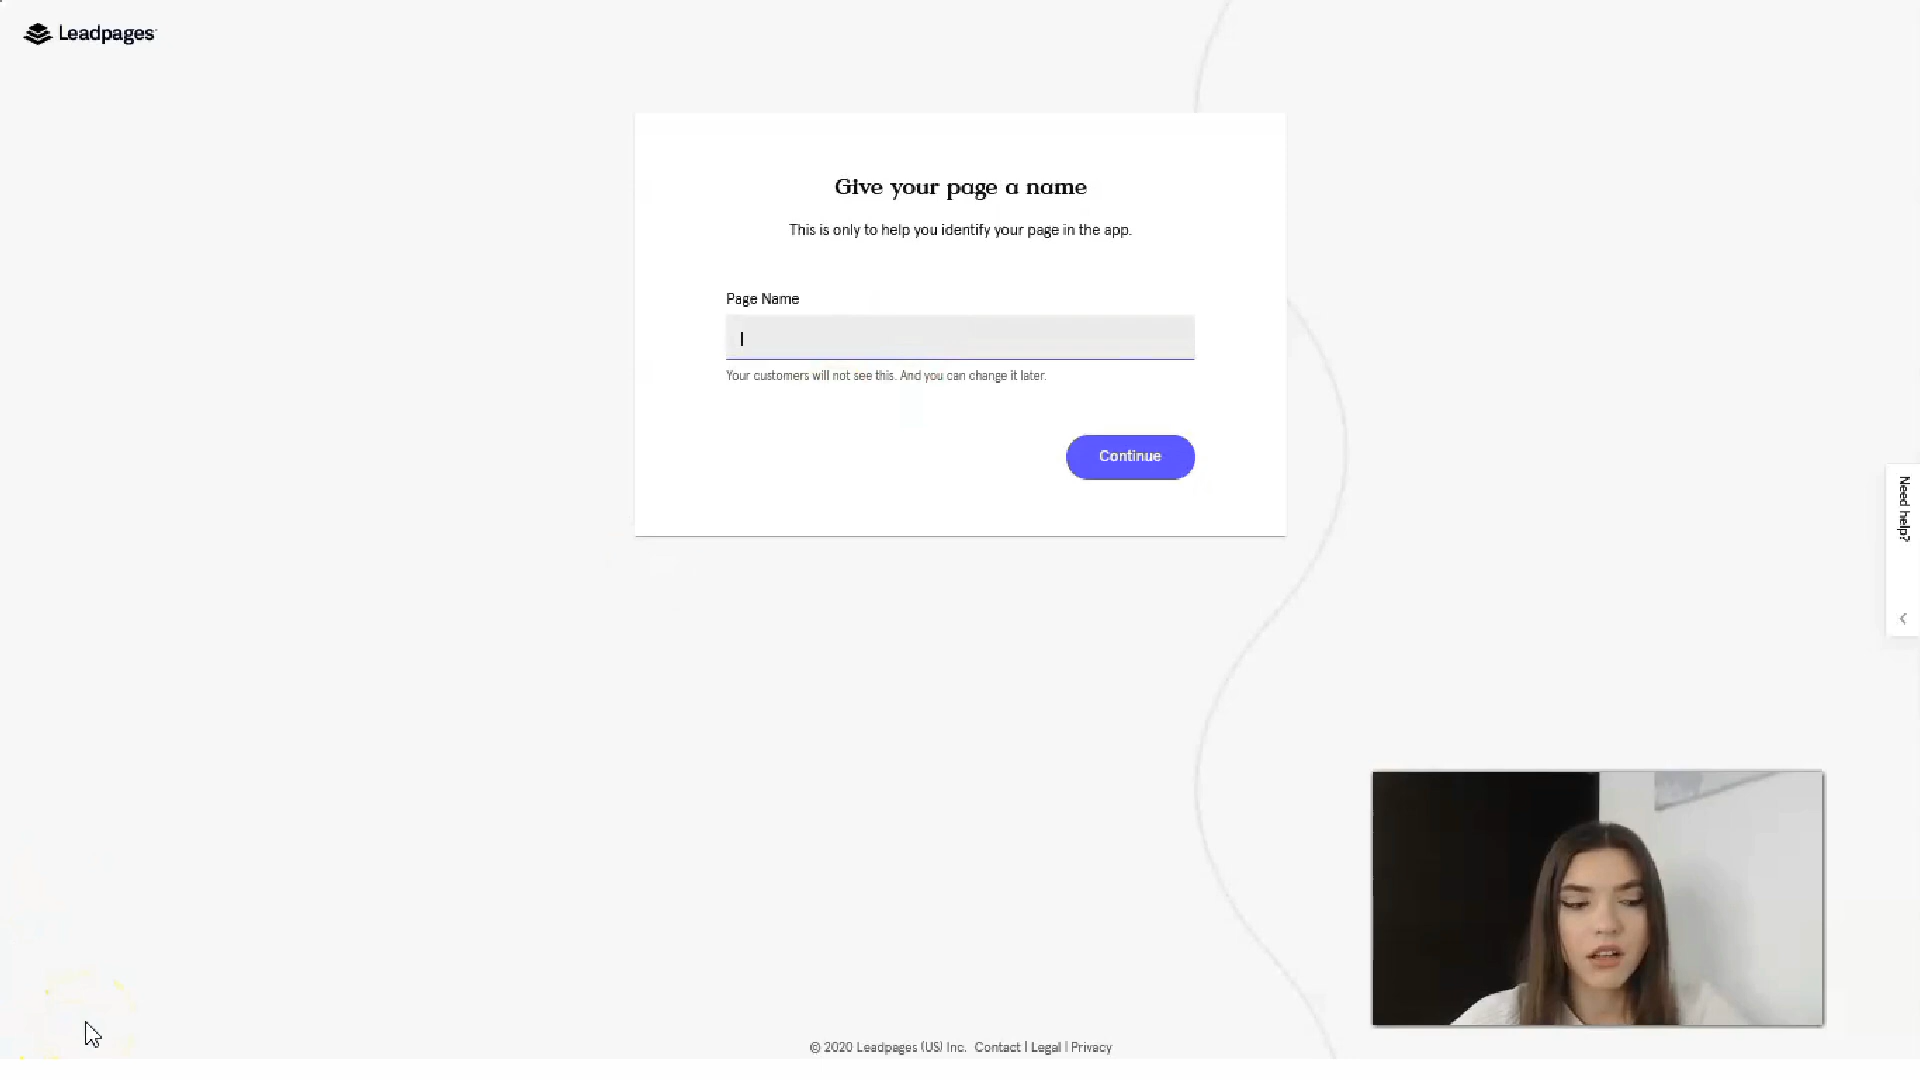 Leadpages
Give your page a name
This is only to help you identify your page in the app.
Page Name
Your customers will not see this. And you can change it later.
Continue
Need help?
© 2020 Leadpages (US) Inc. Contact | Legal | Privacy